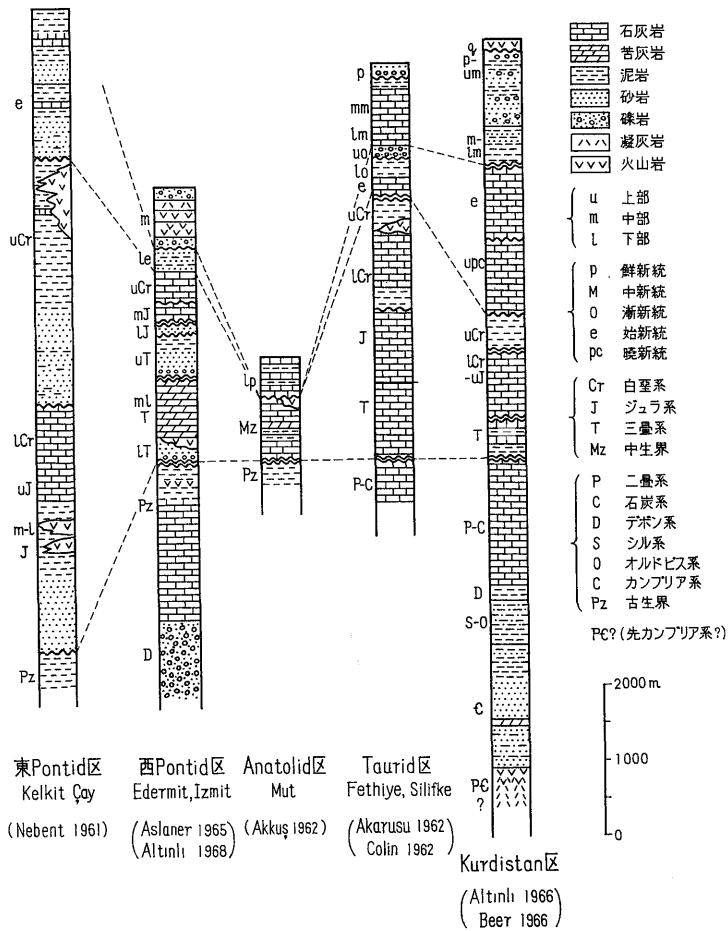 e
uCr
lCr
uJ
m-l
J
Pz
東Pontid区
Kelkit Çay
(Nebent 1961)
m
le
uCr
mJ
lJ
uT
ml
T
lT
Pz
D
西Pontid区
Edermit, Izmit
(Aslaner 1965)
(Altınlı 1968)
lp
Mz
Pz
Anatolid区
Mut
(Akkuş 1962)
p
mm
lm
uo
lo
e
uCr
lCr
J
T
P-C
Taurid区
Fethiye, Silifke
(Akarusu 1962)
(Colin 1962)
q
p-
um
m-
lm
e
upc
uCr
lCr
-uJ
T
P-C
D
S-O
Є
PЄ
?
Kurdistan区
(Altınlı 1966)
(Beer 1966)
石灰岩
苦灰岩
泥岩
砂岩
礫岩
凝灰岩
火山岩
u 上部
m 中部
l 下部
p 鮮新統
M 中新統
O 漸新統
e 始新統
pc 暁新統
Cr 白亜系
J ジュラ系
T 三畳系
Mz 中生界
P 二畳系
C 石炭系
D デボン系
S シル系
O オルドビス系
C カンブリア系
Pz 古生界
PЄ? (先カンブリア系?)
2000m
1000
0